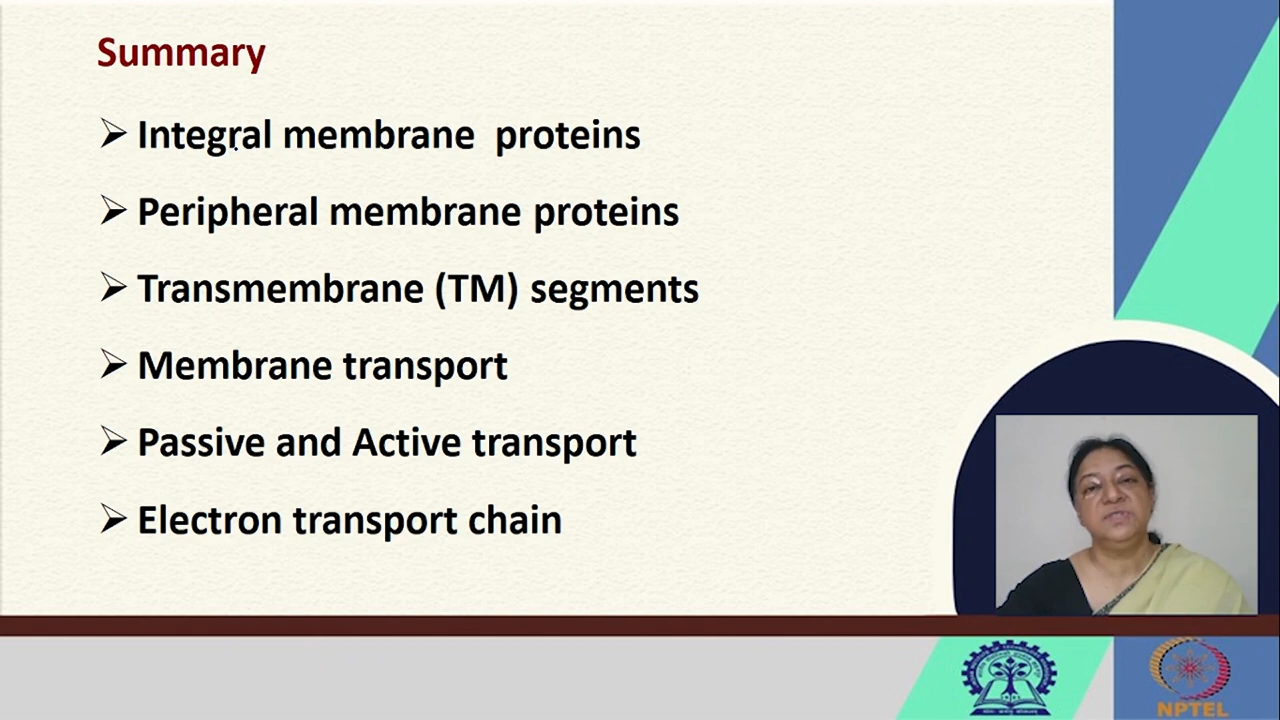 Summary
➢ Integral membrane proteins
➢ Peripheral membrane proteins
➢ Transmembrane (TM) segments
➢ Membrane transport
➢ Passive and Active transport
➢ Electron transport chain
NPTEL